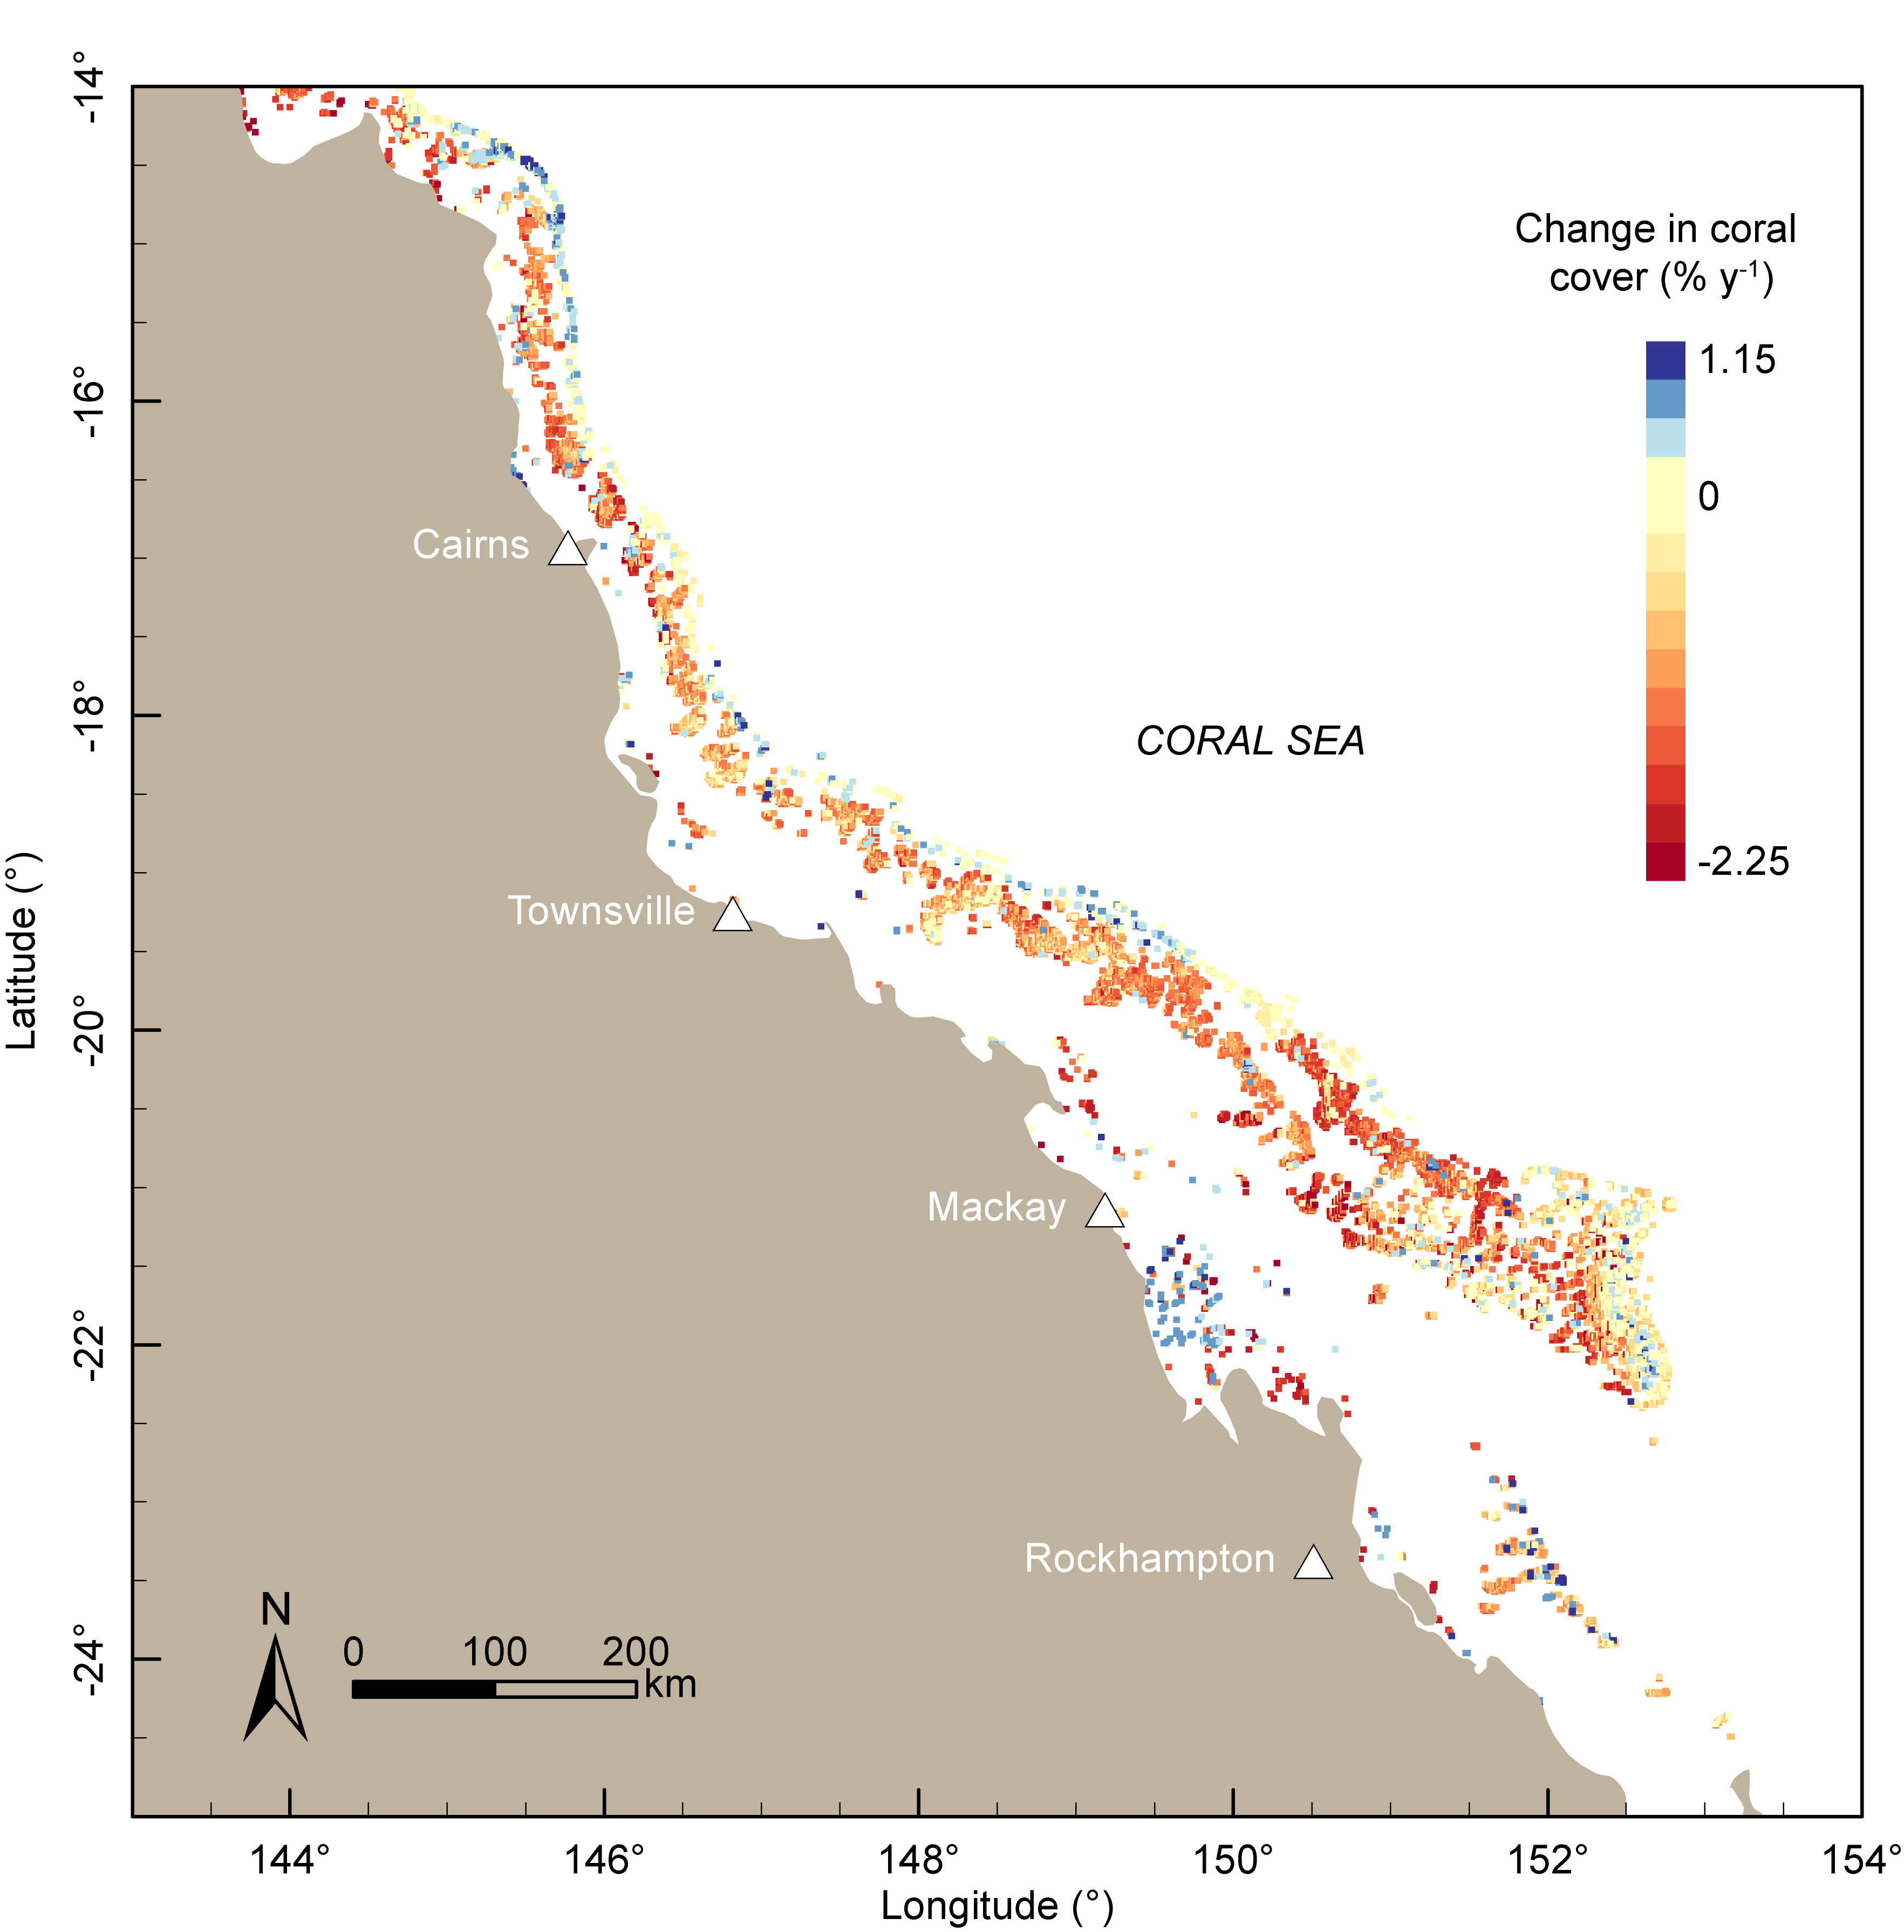 Change in coral
cover (% y-1)
1.15
0
-2.25
CORAL SEA
Cairns
Townsville
Mackay
Rockhampton
N
0 100 200
km
Latitude (°)
-14°
-16°
-18°
-20°
-22°
-24°
144° 146° 148° 150° 152° 154°
Longitude (°)